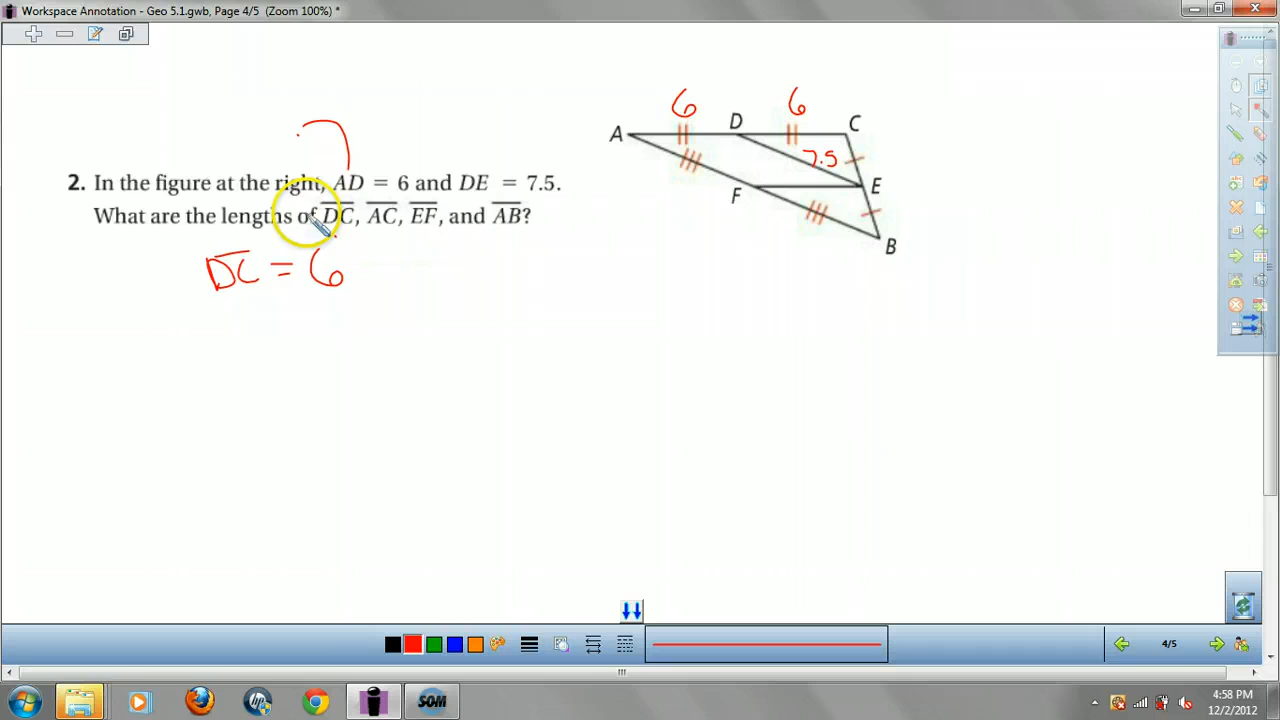 Workspace Annotation - Geo 5.1.gwb, Page 4/5 (Zoom 100%) *
6 6
A D C
7.5
2. In the figure at the right, AD = 6 and DE = 7.5.
F E
What are the lengths of DC, AC, EF, and AB?
B
DC = 6
4/5
SOM
4:58 PM
12/2/2012